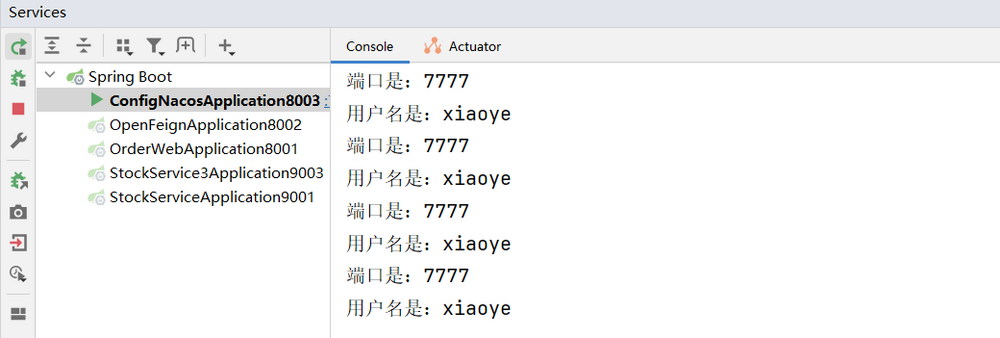 Services
Spring Boot
ConfigNacosApplication8003 :
OpenFeignApplication8002
OrderWebApplication8001
StockService3Application9003
StockServiceApplication9001
Console
Actuator
端口是：7777
用户名是：xiaoye
端口是：7777
用户名是：xiaoye
端口是：7777
用户名是：xiaoye
端口是：7777
用户名是：xiaoye